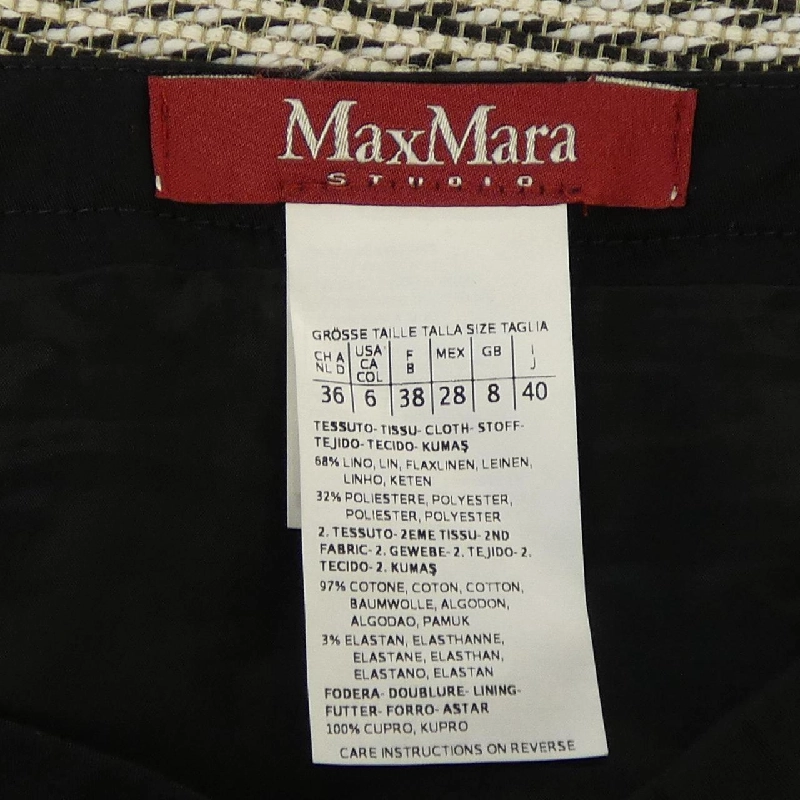 MaxMara
STUDIO
GRÖSSE TAILLE TALLA SIZE TAGLIA
CH A USA F MEX GB I
NL D CA B J
COL
36 6 38 28 8 40
TESSUTO- TISSU- CLOTH- STOFF-
TEJIDO- TECIDO- KUMAŞ
68% LINO, LIN, FLAXLINEN, LEINEN,
LINHO, KETEN
32% POLIESTERE, POLYESTER,
POLIESTER, POLYESTER
2. TESSUTO- 2EME TISSU- 2ND
FABRIC- 2. GEWEBE- 2. TEJIDO- 2.
TECIDO- 2. KUMAŞ
97% COTONE, COTON, COTTON,
BAUMWOLLE, ALGODON,
ALGODAO, PAMUK
3% ELASTAN, ELASTHANNE,
ELASTANE, ELASTHAN,
ELASTANO, ELASTAN
FODERA- DOUBLURE- LINING-
FUTTER- FORRO- ASTAR
100% CUPRO, KUPRO
CARE INSTRUCTIONS ON REVERSE